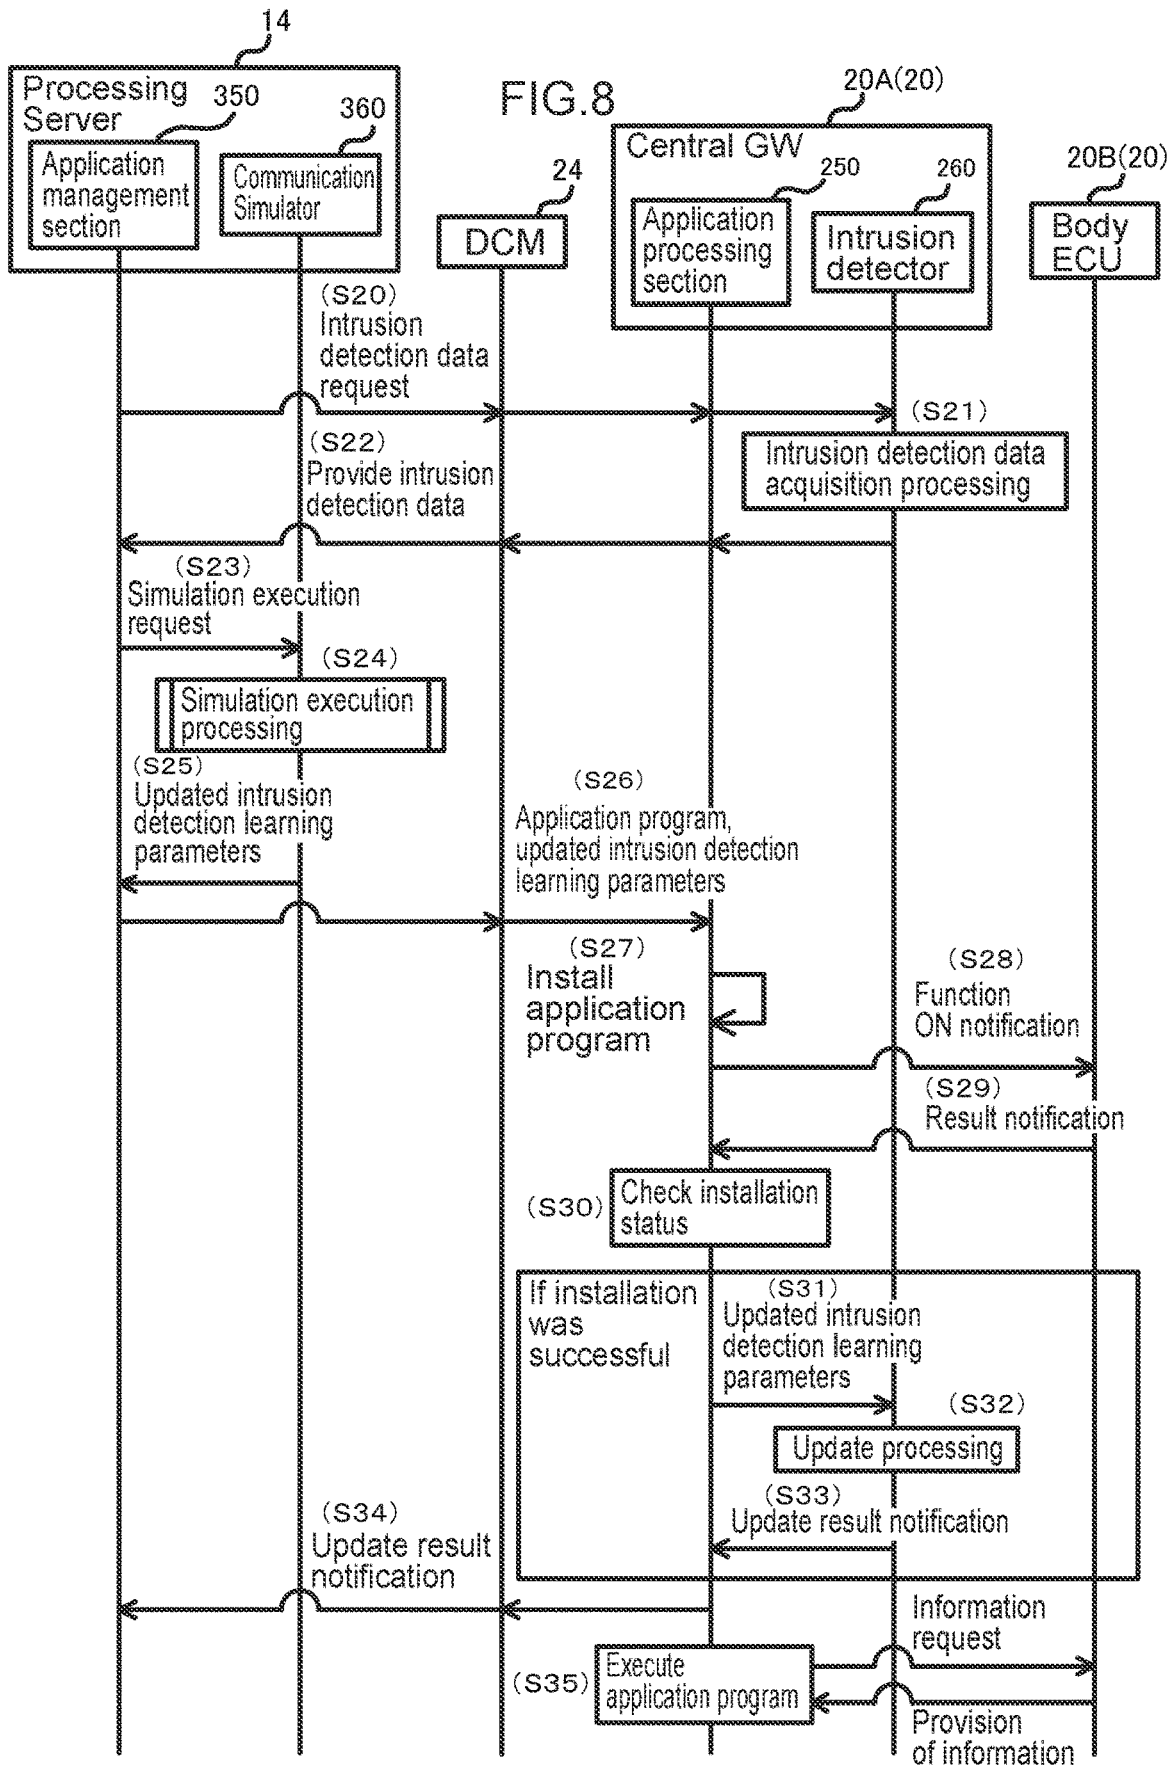 14
Processing
Server
350
Application
management
section
360
Communication
Simulator
FIG.8
24
DCM
20A(20)
Central GW
250
Application
processing
section
260
Intrusion
detector
20B(20)
Body
ECU
(S20)
Intrusion
detection data
request
(S21)
Intrusion detection data
acquisition processing
(S22)
Provide intrusion
detection data
(S23)
Simulation execution
request
(S24)
Simulation execution
processing
(S25)
Updated intrusion
detection learning
parameters
(S26)
Application program,
updated intrusion detection
learning parameters
(S27)
Install
application
program
(S28)
Function
ON notification
(S29)
Result notification
(S30)
Check installation
status
If installation
was
successful
(S31)
Updated intrusion
detection learning
parameters
(S32)
Update processing
(S33)
Update result notification
(S34)
Update result
notification
(S35)
Execute
application program
Information
request
Provision
of information